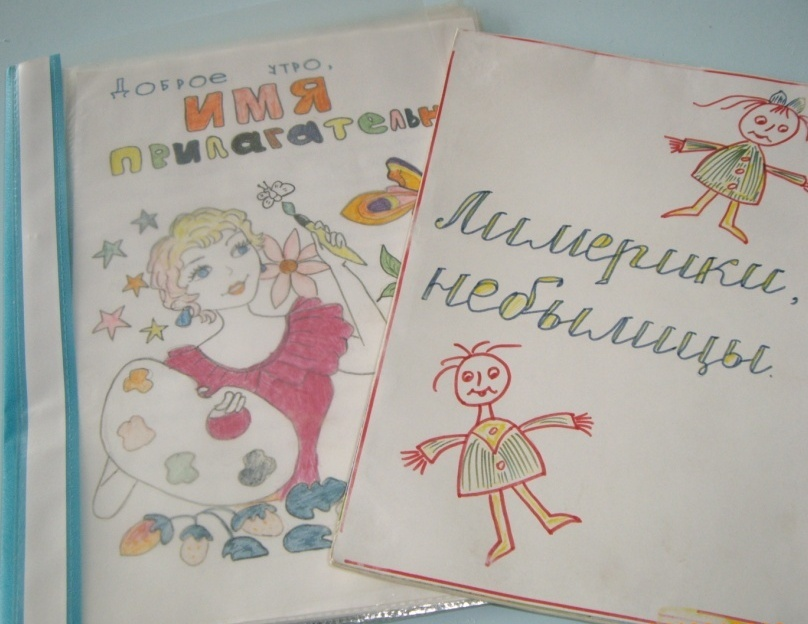 Доброе утро,
имя
прилагательн
Лимерики,
небылицы.